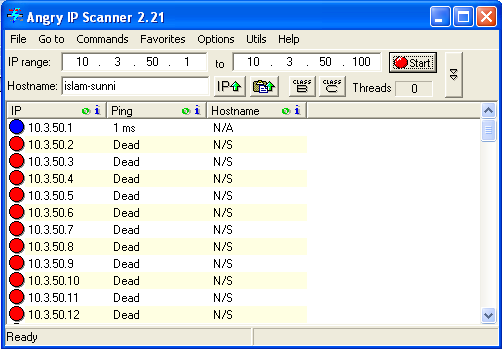 Angry IP Scanner 2.21
File Go to Commands Favorites Options Utils Help
IP range: 10 . 3 . 50 . 1 to 10 . 3 . 50 . 100 Start
Hostname: islam-sunni IP CLASS B CLASS C Threads 0
IP i Ping i Hostname i
10.3.50.1 1 ms N/A
10.3.50.2 Dead N/S
10.3.50.3 Dead N/S
10.3.50.4 Dead N/S
10.3.50.5 Dead N/S
10.3.50.6 Dead N/S
10.3.50.7 Dead N/S
10.3.50.8 Dead N/S
10.3.50.9 Dead N/S
10.3.50.10 Dead N/S
10.3.50.11 Dead N/S
10.3.50.12 Dead N/S
Ready